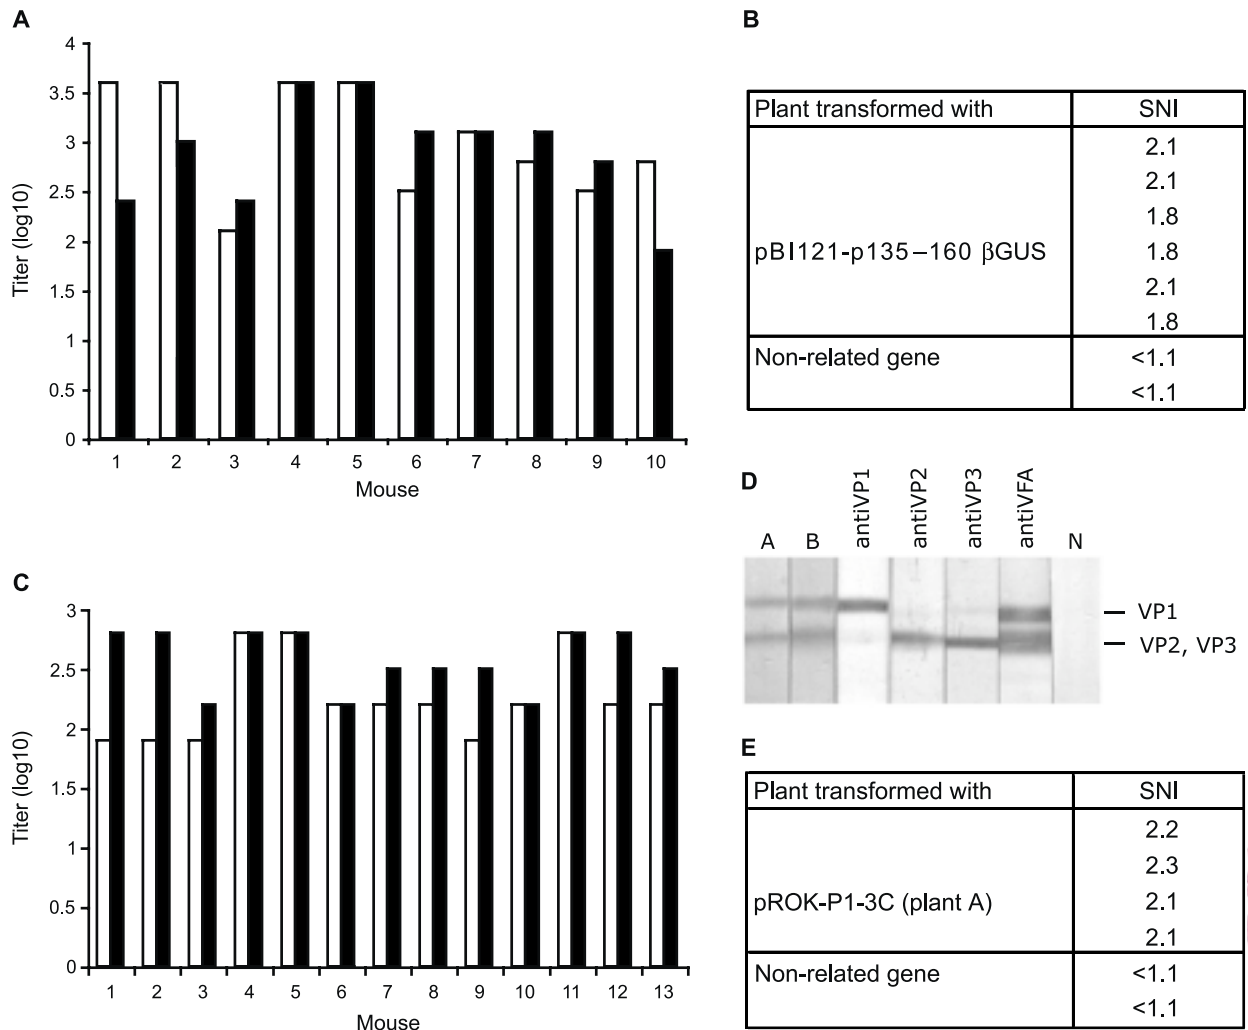 A
4
3.5
3
2.5
2
1.5
1
0.5
0
Titer (log10)
1 2 3 4 5 6 7 8 9 10
Mouse
B
Plant transformed with SNI
2.1
2.1
1.8
pBI121-p135–160 βGUS 1.8
2.1
1.8
Non-related gene <1.1
<1.1
C
3
2.5
2
1.5
1
0.5
0
Titer (log10)
1 2 3 4 5 6 7 8 9 10 11 12 13
Mouse
D
A B antiVP1 antiVP2 antiVP3 antiVFA N
VP1
VP2, VP3
E
Plant transformed with SNI
2.2
2.3
pROK-P1-3C (plant A) 2.1
2.1
Non-related gene <1.1
<1.1